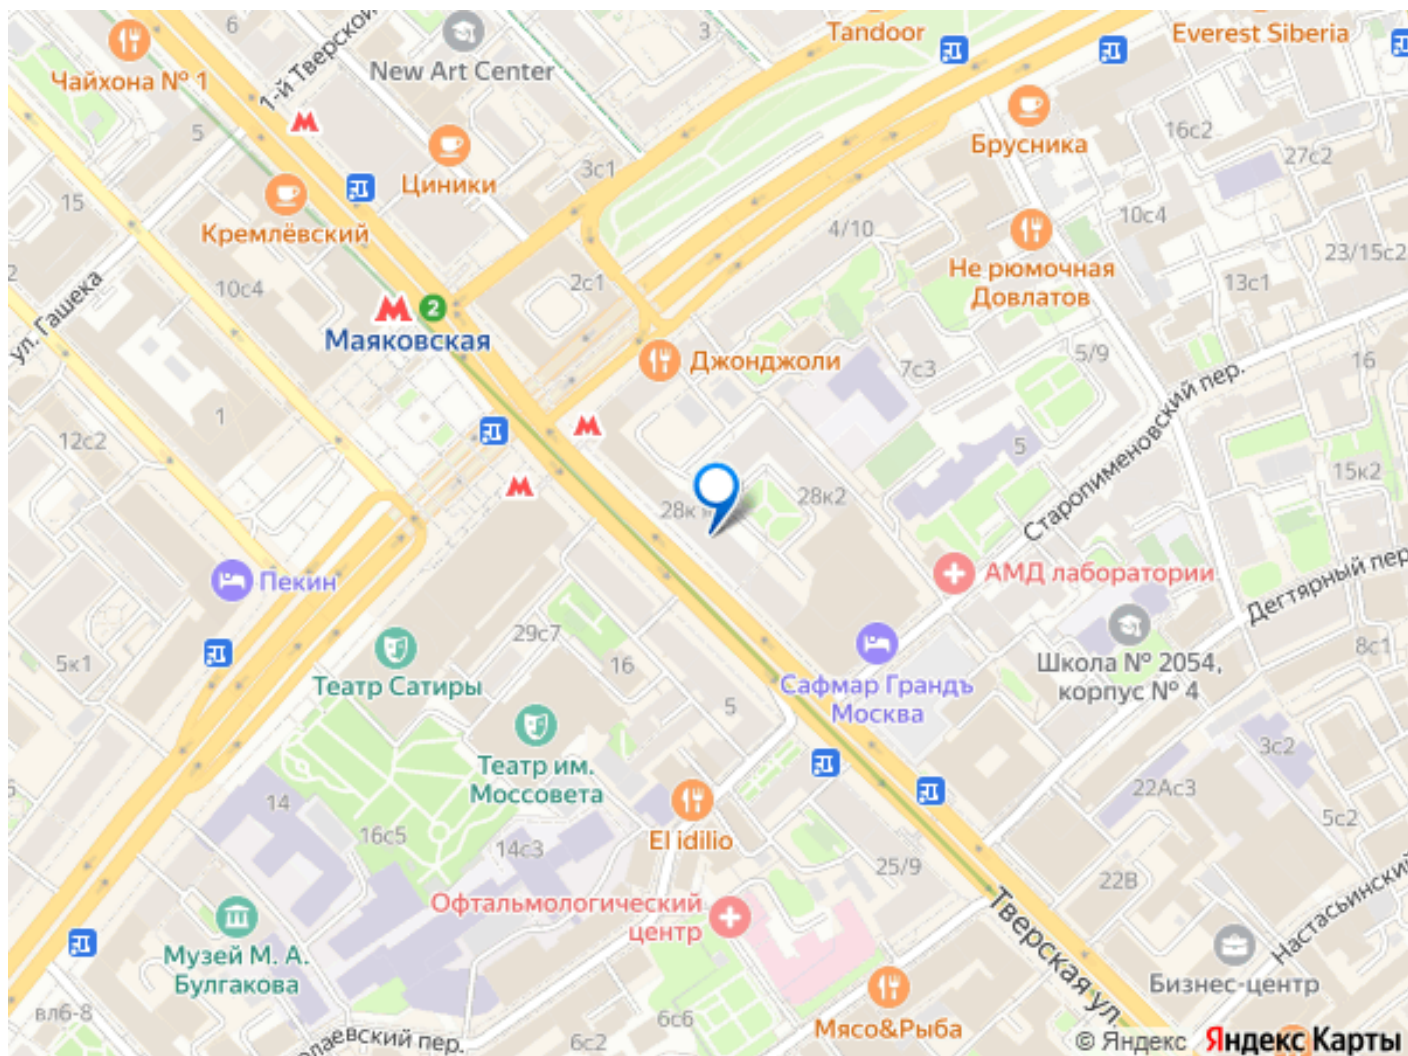 6
3
Tandoor
Everest Siberia
Чайхона № 1
1-й Тверской
New Art Center
5
Брусника
16с2
27с2
3с1
Циники
15
Кремлёвский
4/10
10с4
23/15с2
Не рюмочная
Довлатов
13с1
2
10с4
2с1
ул. Гашека
2
Маяковская
Джонджоли
7с3
5/9
16
1
12с2
5
Старопименовский пер.
15к2
28к
28к2
Пекин
АМД лаборатории
Дегтярный пер
29с7
16
5к1
Театр Сатиры
8с1
Школа № 2054,
корпус № 4
Сафмар Грандъ
Москва
5
3с2
Театр им.
Моссовета
22Ас3
14
16с5
14с3
El idilio
5с2
25/9
22В
Офтальмологический
центр
Тверская ул.
Настасьинский
Музей М. А.
Булгакова
Бизнес-центр
вл6-8
6с6
Мясо&Рыба
лаевский пер.
6с2
© Яндекс Яндекс Карты